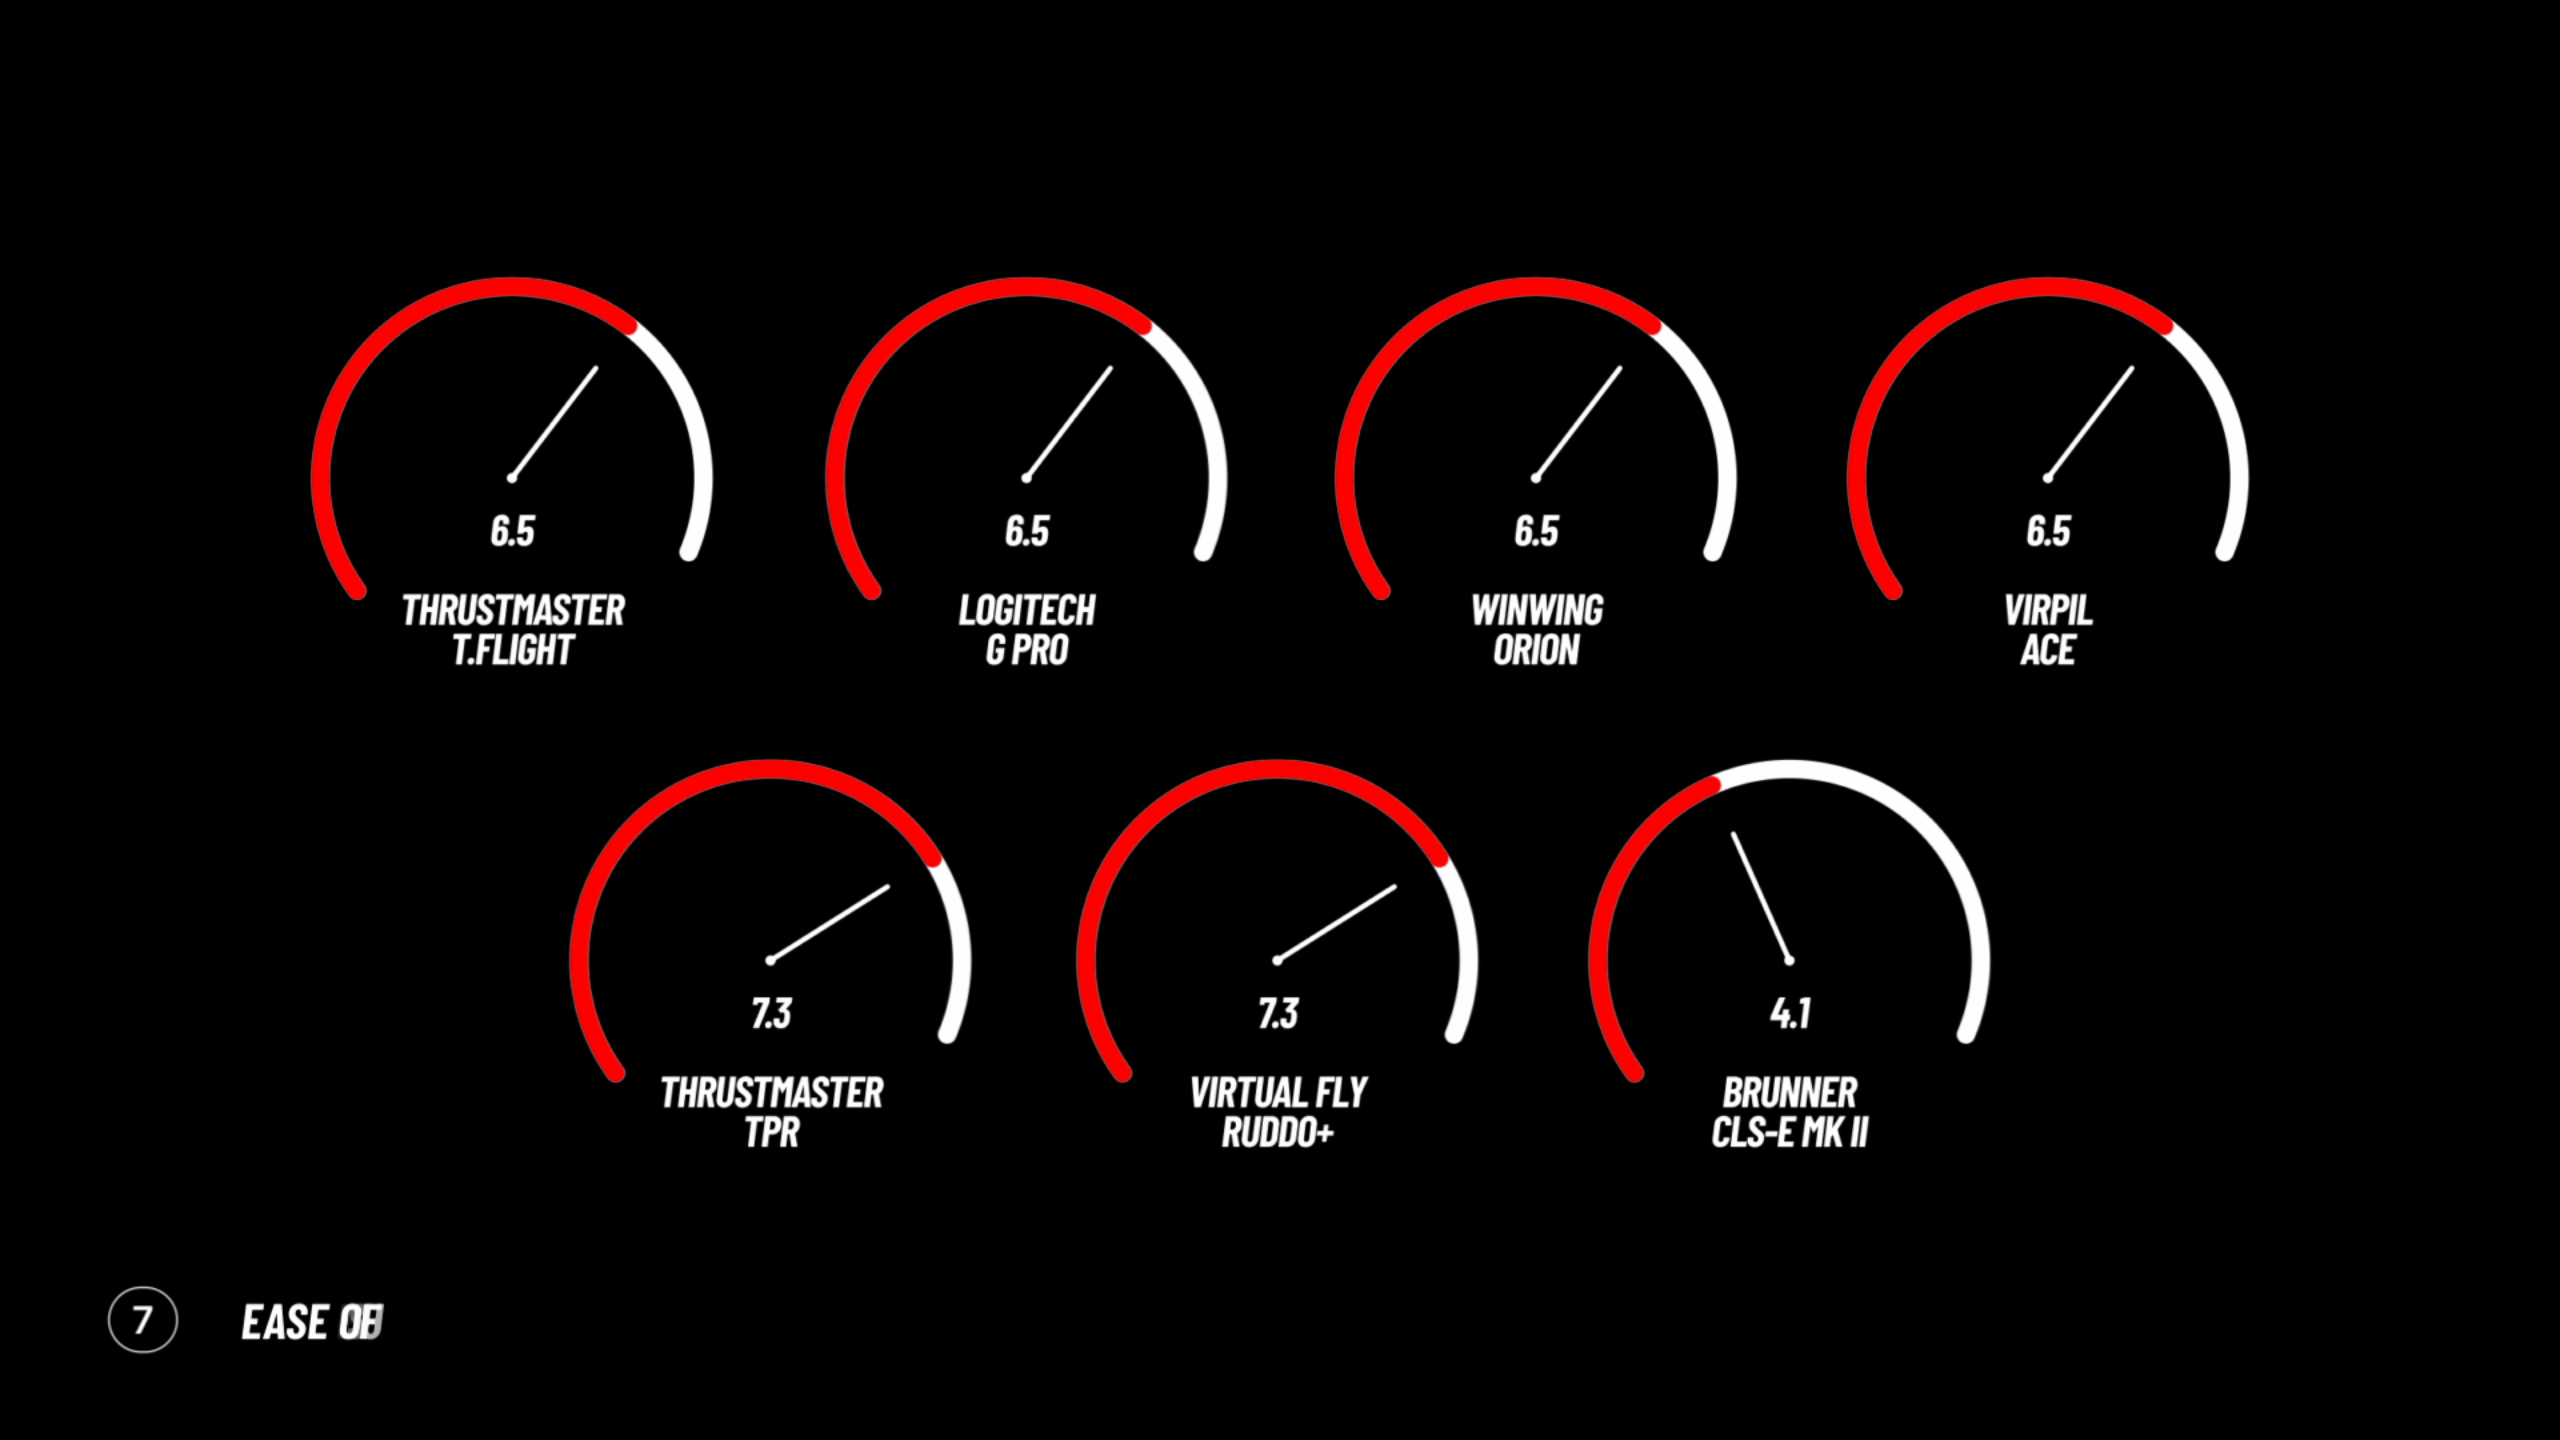 6.5
THRUSTMASTER
T.FLIGHT
6.5
LOGITECH
G PRO
6.5
WINWING
ORION
6.5
VIRPIL
ACE
7.3
THRUSTMASTER
TPR
7.3
VIRTUAL FLY
RUDDO+
4.1
BRUNNER
CLS-E MK II
7
EASE